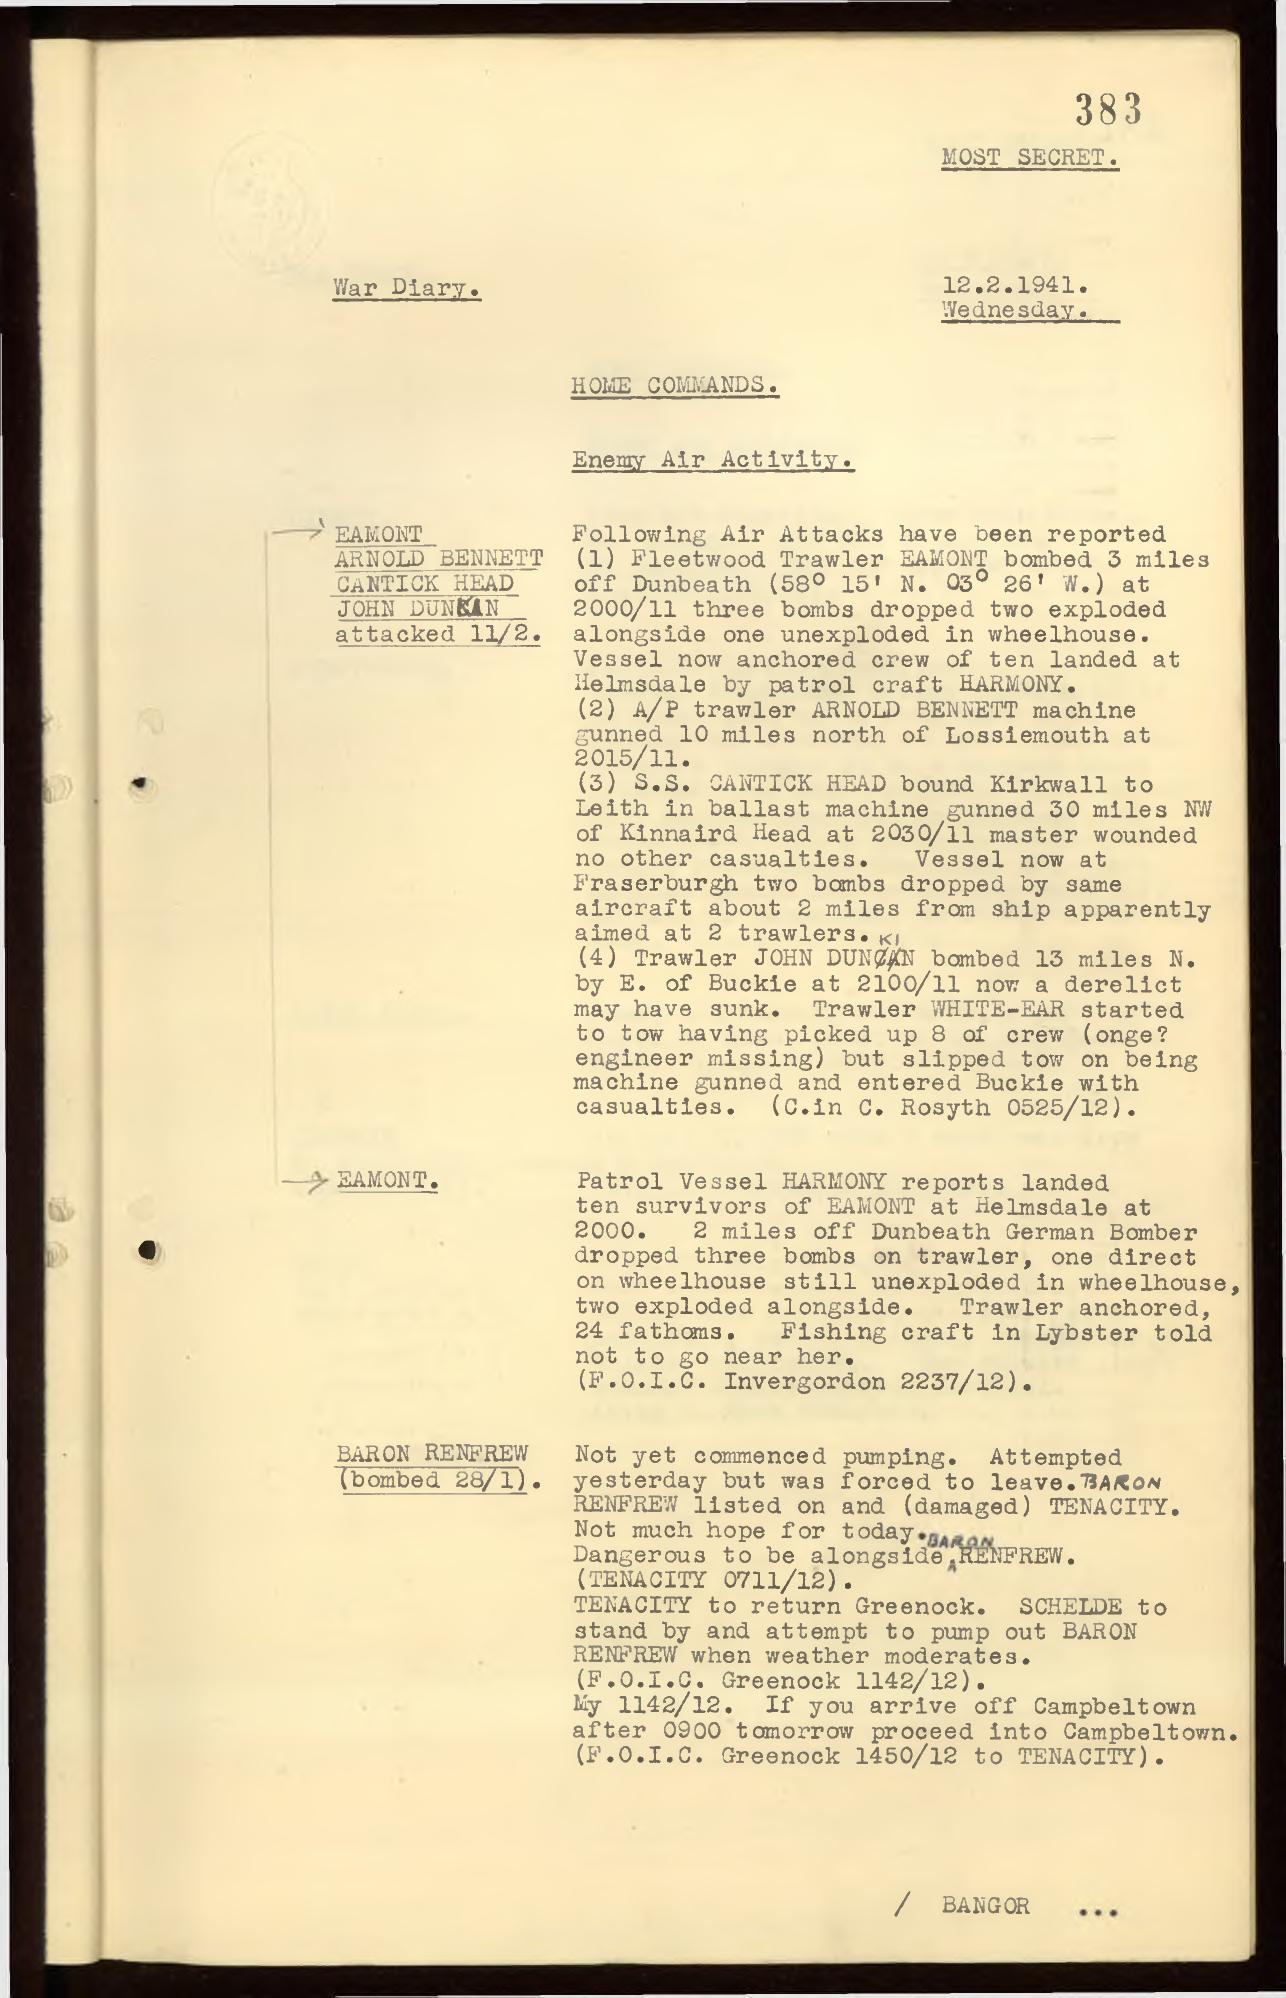 383
MOST SECRET.
War Diary.
12.2.1941.
Wednesday.
HOME COMMANDS.
Enemy Air Activity.
EAMONT
ARNOLD BENNETT
CANTICK HEAD
JOHN DUNKIN
attacked 11/2.
Following Air Attacks have been reported
(1) Fleetwood Trawler EAMONT bombed 3 miles
off Dunbeath (58° 15' N. 03° 26' W.) at
2000/11 three bombs dropped two exploded
alongside one unexploded in wheelhouse.
Vessel now anchored crew of ten landed at
Helmsdale by patrol craft HARMONY.
(2) A/P trawler ARNOLD BENNETT machine
gunned 10 miles north of Lossiemouth at
2015/11.
(3) S.S. CANTICK HEAD bound Kirkwall to
Leith in ballast machine gunned 30 miles NW
of Kinnaird Head at 2030/11 master wounded
no other casualties. Vessel now at
Fraserburgh two bombs dropped by same
aircraft about 2 miles from ship apparently
aimed at 2 trawlers.
(4) Trawler JOHN DUNKIN bombed 13 miles N.
by E. of Buckie at 2100/11 now a derelict
may have sunk. Trawler WHITE-EAR started
to tow having picked up 8 of crew (onge?
engineer missing) but slipped tow on being
machine gunned and entered Buckie with
casualties. (C.in C. Rosyth 0525/12).
EAMONT.
Patrol Vessel HARMONY reports landed
ten survivors of EAMONT at Helmsdale at
2000. 2 miles off Dunbeath German Bomber
dropped three bombs on trawler, one direct
on wheelhouse still unexploded in wheelhouse,
two exploded alongside. Trawler anchored,
24 fathoms. Fishing craft in Lybster told
not to go near her.
(F.O.I.C. Invergordon 2237/12).
BARON RENFREW
(bombed 28/1).
Not yet commenced pumping. Attempted
yesterday but was forced to leave. BARON
RENFREW listed on and (damaged) TENACITY.
Not much hope for today.
Dangerous to be alongside BARON RENFREW.
(TENACITY 0711/12).
TENACITY to return Greenock. SCHELDE to
stand by and attempt to pump out BARON
RENFREW when weather moderates.
(F.O.I.C. Greenock 1142/12).
My 1142/12. If you arrive off Campbeltown
after 0900 tomorrow proceed into Campbeltown.
(F.O.I.C. Greenock 1450/12 to TENACITY).
/ BANGOR ...